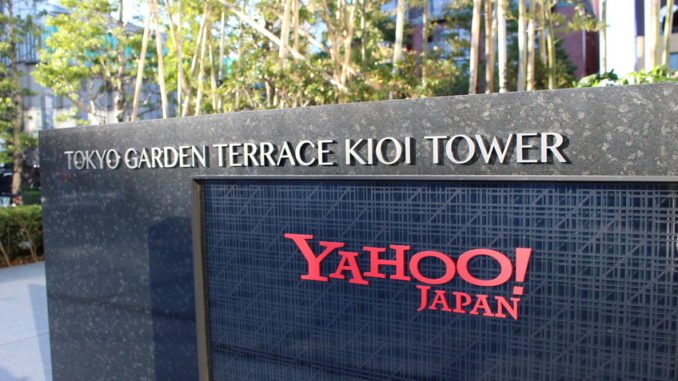 TOKYO GARDEN TERRACE KIOI TOWER
YAHOO!
JAPAN